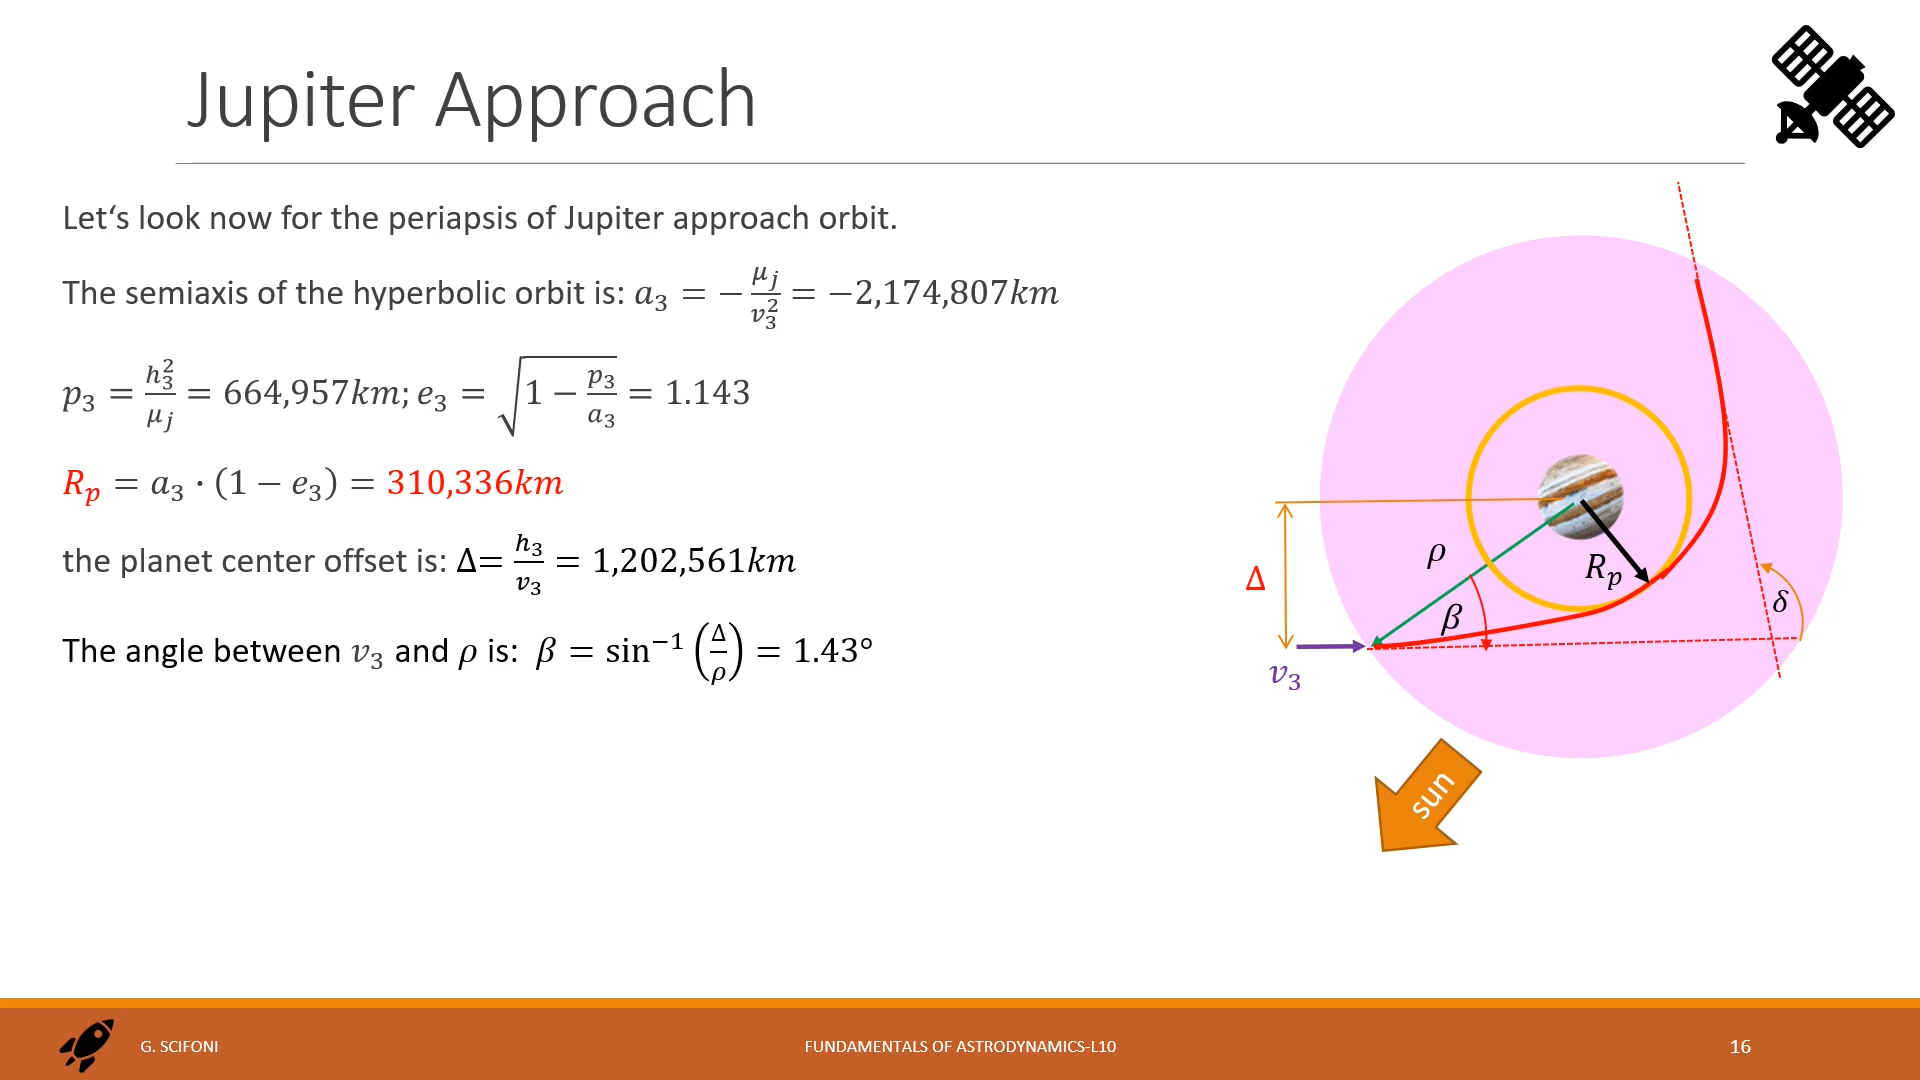 Jupiter Approach
Let‘s look now for the periapsis of Jupiter approach orbit.
The semiaxis of the hyperbolic orbit is: a₃ = −μⱼ/v₃² = −2,174,807km
p₃ = h₃²/μⱼ = 664,957km; e₃ = √(1 − p₃/a₃) = 1.143
Rₚ = a₃ · (1 − e₃) = 310,336km
the planet center offset is: Δ= h₃/v₃ = 1,202,561km
The angle between v₃ and ρ is: β = sin⁻¹(Δ/ρ) = 1.43°
ρ
Rₚ
Δ
β
δ
v₃
sun
G. SCIFONI
FUNDAMENTALS OF ASTRODYNAMICS-L10
16